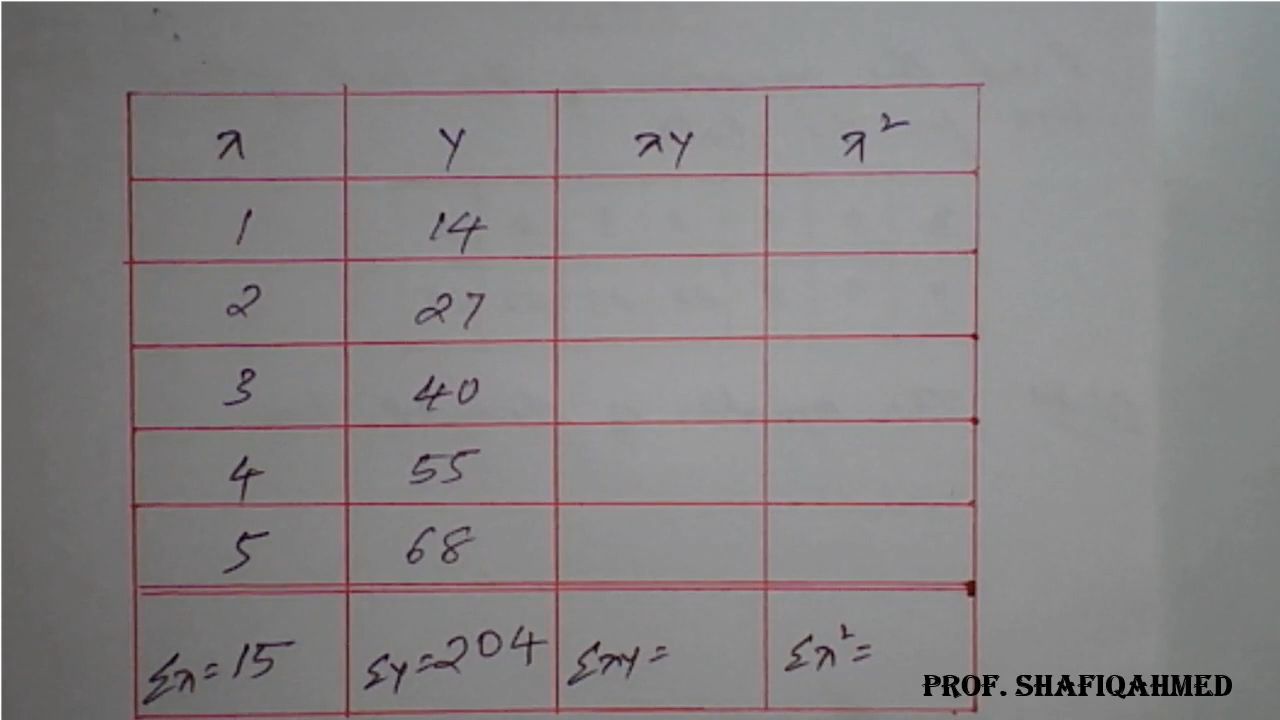 x y xy x²
1 14
2 27
3 40
4 55
5 68
Σx=15 Σy=204 Σxy= Σx²=
PROF. SHAFIQAHMED